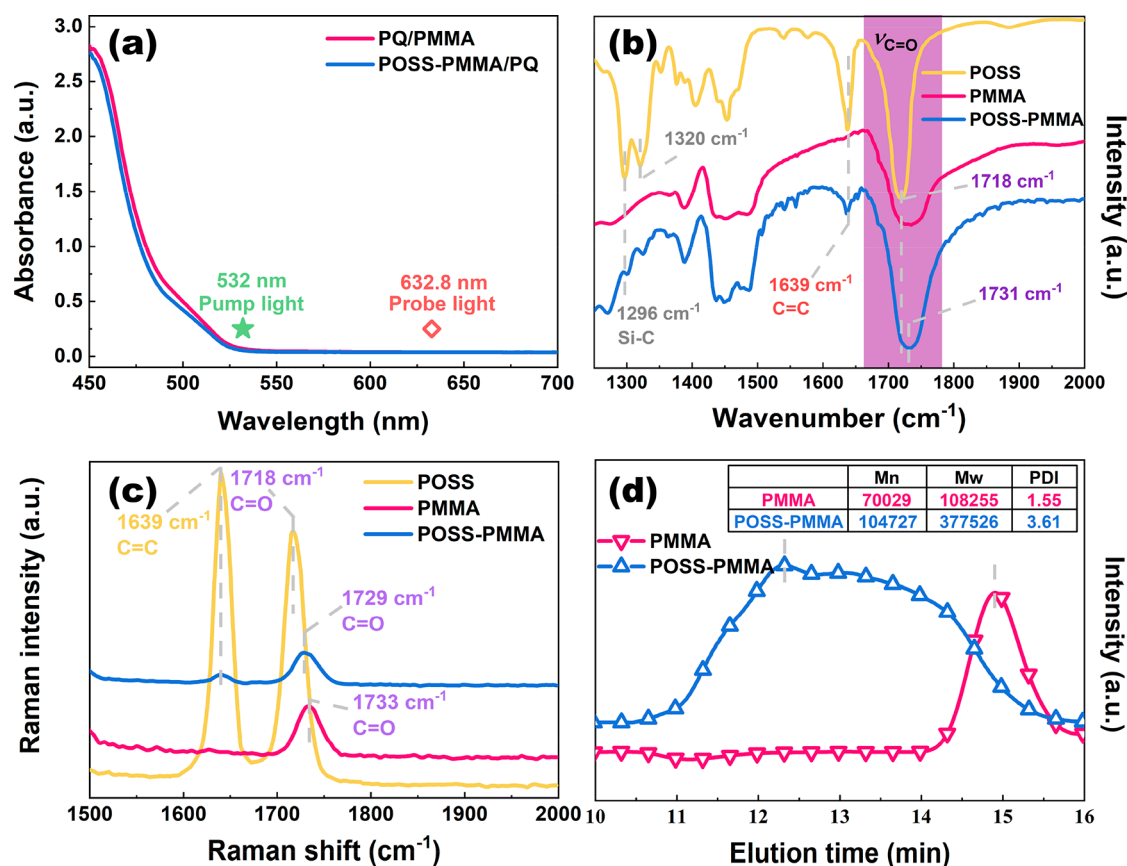 (a)
PQ/PMMA
POSS-PMMA/PQ
532 nm
Pump light
632.8 nm
Probe light
Absorbance (a.u.)
3.0
2.5
2.0
1.5
1.0
0.5
0.0
450 500 550 600 650 700
Wavelength (nm)
(b)
νC=O
POSS
PMMA
POSS-PMMA
1320 cm-1
1718 cm-1
1296 cm-1
Si-C
1639 cm-1
C=C
1731 cm-1
Intensity (a.u.)
1300 1400 1500 1600 1700 1800 1900 2000
Wavenumber (cm-1)
(c)
1718 cm-1
C=O
POSS
PMMA
POSS-PMMA
1639 cm-1
C=C
1729 cm-1
C=O
1733 cm-1
C=O
Raman intensity (a.u.)
1500 1600 1700 1800 1900 2000
Raman shift (cm-1)
(d)
Mn Mw PDI
PMMA 70029 108255 1.55
POSS-PMMA 104727 377526 3.61
PMMA
POSS-PMMA
Intensity (a.u.)
10 11 12 13 14 15 16
Elution time (min)